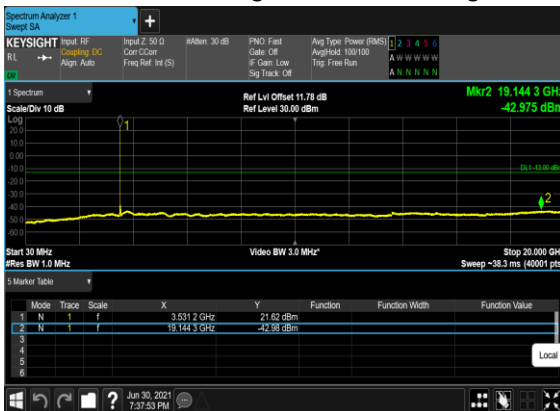 Spectrum Analyzer 1
Swept SA
KEYSIGHT Input: RF Input Z: 50 Ω #Atten: 30 dB PNO: Fast Avg Type: Power (RMS) 1 2 3 4 5 6
RL Coupling: DC Corr CCorr Gate: Off Avg|Hold: 100/100 A W W W W W
Align: Auto Freq Ref: Int (S) IF Gain: Low Trig: Free Run
Sig Track: Off A N N N N N
1 Spectrum Ref Lvl Offset 11.78 dB Mkr2 19.144 3 GHz
Scale/Div 10 dB Ref Level 30.00 dBm -42.975 dBm
Log
20.0
10.0
0.00
-10.0
-20.0
-30.0
-40.0
-50.0
-60.0
1
DL1 -13.00 dBm
2
Start 30 MHz Video BW 3.0 MHz* Stop 20.000 GH
#Res BW 1.0 MHz Sweep ~38.3 ms (40001 pts
5 Marker Table
Mode Trace Scale X Y Function Function Width Function Value
1 N 1 f 3.531 2 GHz 21.62 dBm
2 N 1 f 19.144 3 GHz -42.98 dBm
3
4
5
6
Local
? Jun 30, 2021
7:37:53 PM